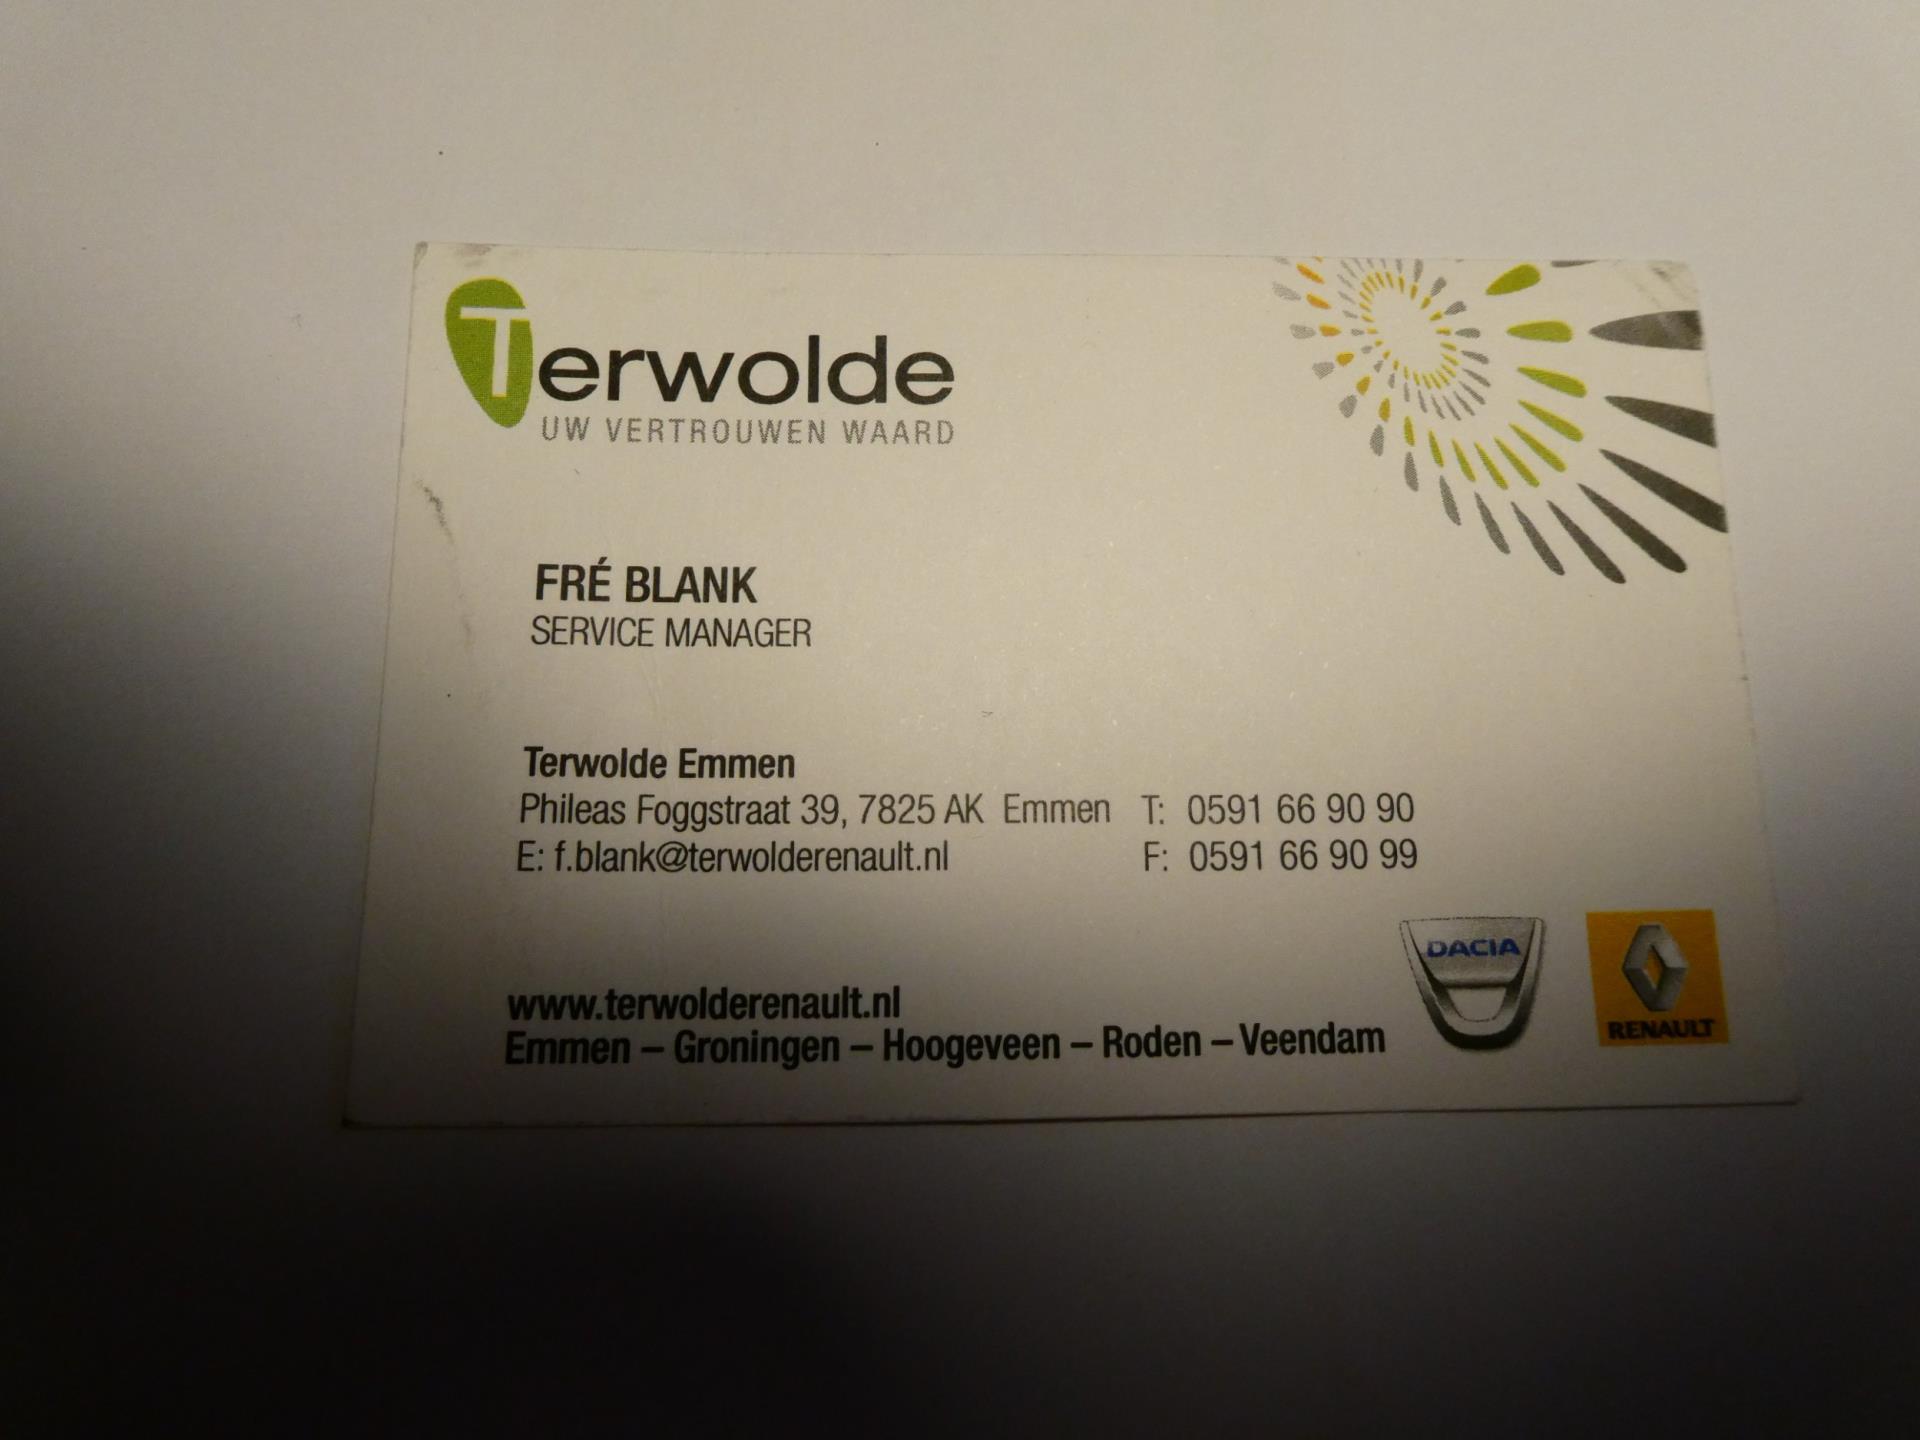 Terwolde
UW VERTROUWEN WAARD
FRÉ BLANK
SERVICE MANAGER
Terwolde Emmen
Phileas Foggstraat 39, 7825 AK Emmen T: 0591 66 90 90
E: f.blank@terwolderenault.nl F: 0591 66 90 99
DACIA
RENAULT
www.terwolderenault.nl
Emmen – Groningen – Hoogeveen – Roden – Veendam